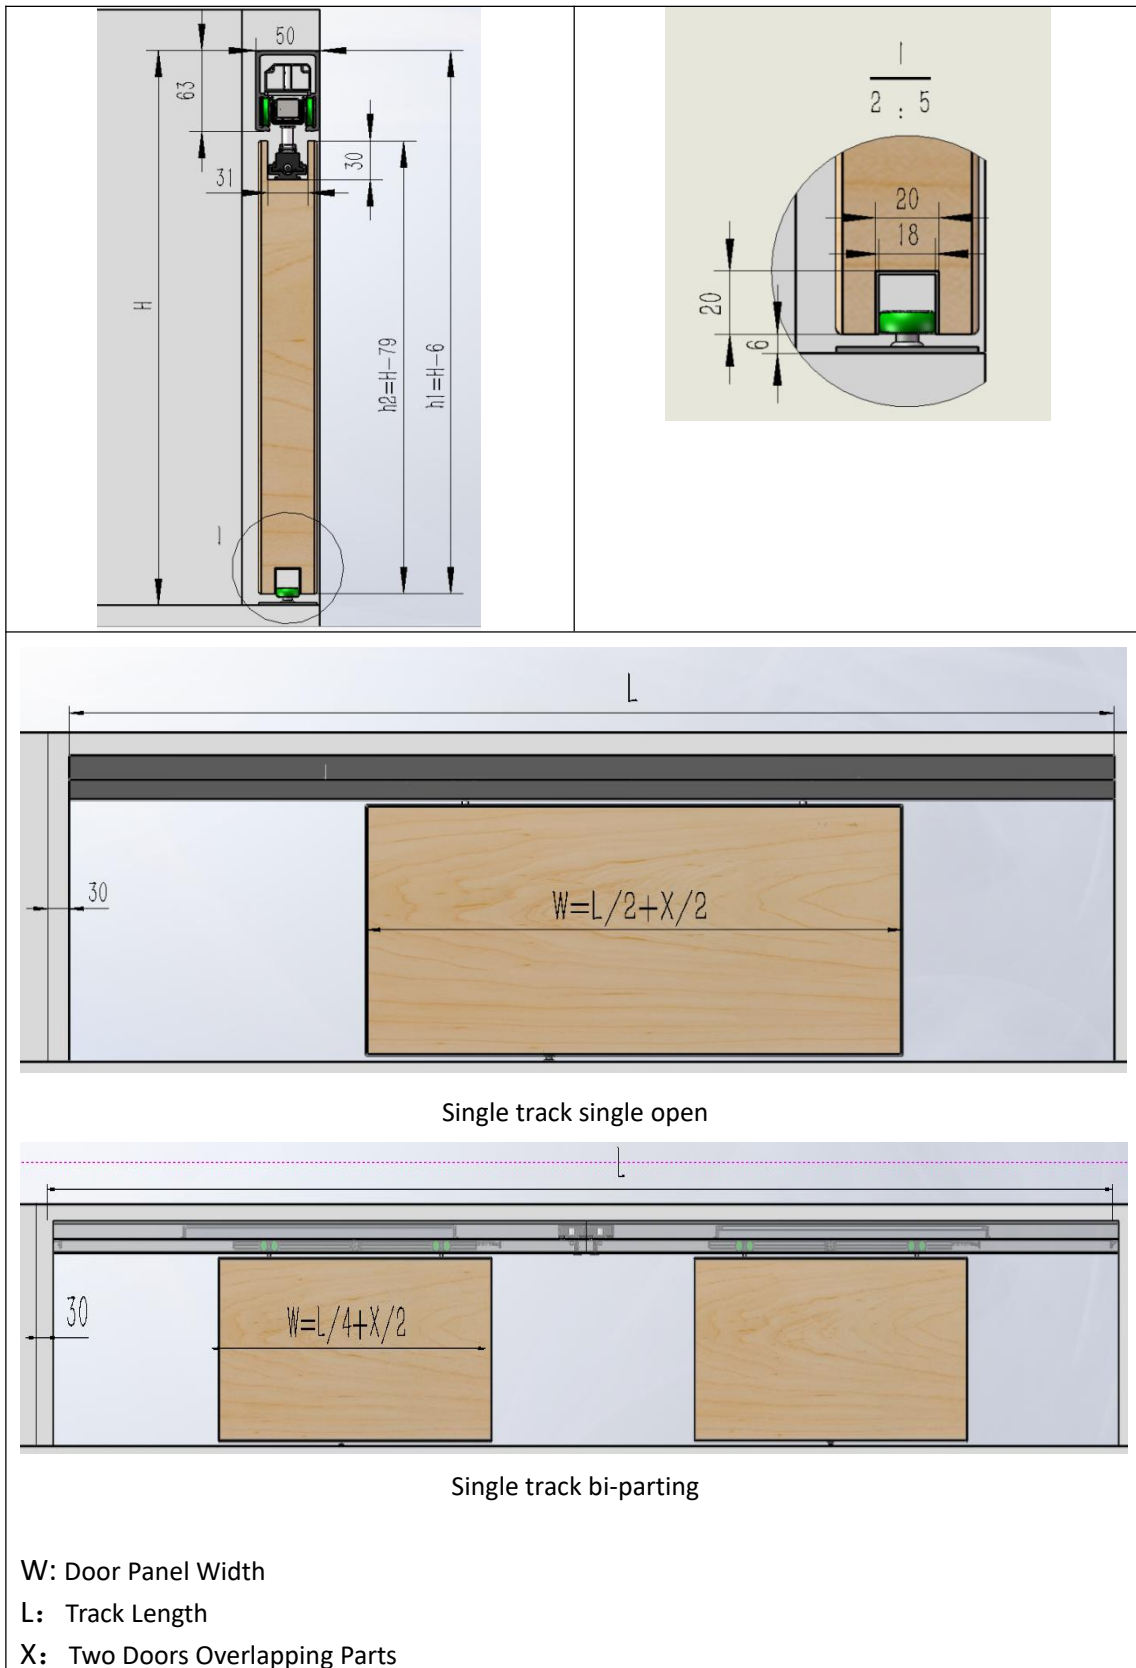 50
63
30
31
H
h2=H-79
h1=H-6
I
I
2 : 5
20
18
20
6
L
30
W=L/2+X/2
Single track single open
L
30
W=L/4+X/2
Single track bi-parting
W: Door Panel Width
L： Track Length
X： Two Doors Overlapping Parts